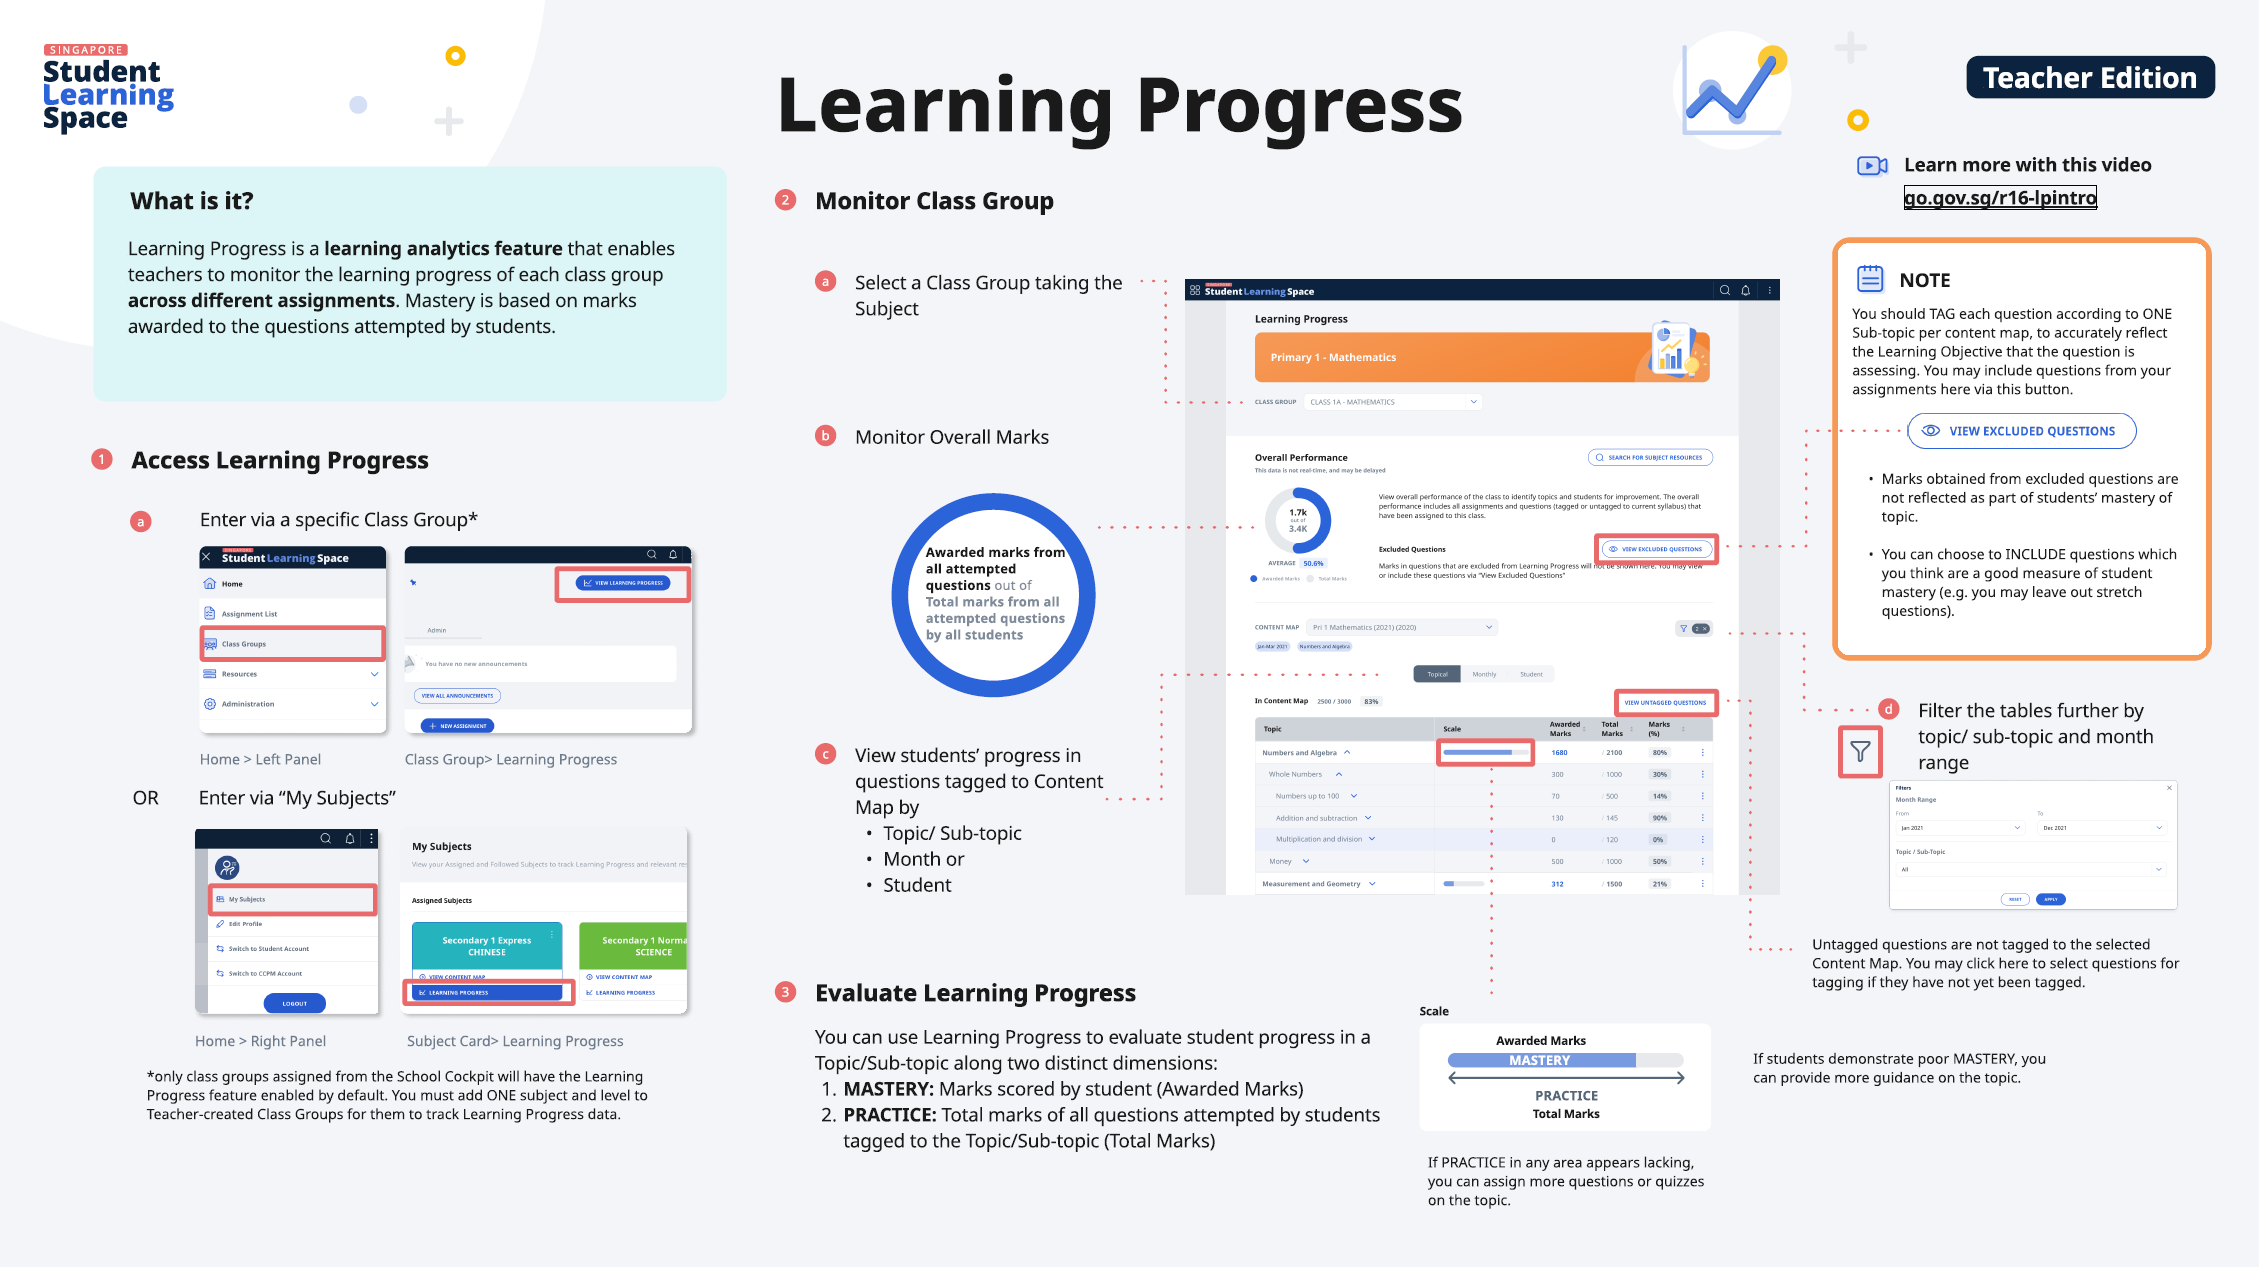 SINGAPORE
Student
Learning
Space
Learning Progress
Teacher Edition
Learn more with this video
go.gov.sg/r16-lpintro
What is it?
Learning Progress is a learning analytics feature that enables
teachers to monitor the learning progress of each class group
across different assignments. Mastery is based on marks
awarded to the questions attempted by students.
1 Access Learning Progress
a Enter via a specific Class Group*
SINGAPORE
Student Learning Space
Home
Assignment List
Class Groups
Resources
Administration
VIEW LEARNING PROGRESS
Admin
You have no new announcements
VIEW ALL ANNOUNCEMENTS
+ NEW ASSIGNMENT
Home > Left Panel
Class Group> Learning Progress
OR Enter via “My Subjects”
My Subjects
Edit Profile
Switch to Student Account
Switch to CCPM Account
LOGOUT
My Subjects
View your Assigned and Followed Subjects to track Learning Progress and relevant res
Assigned Subjects
Secondary 1 Express
CHINESE
VIEW CONTENT MAP
LEARNING PROGRESS
Secondary 1 Norma
SCIENCE
VIEW CONTENT MAP
LEARNING PROGRESS
Home > Right Panel
Subject Card> Learning Progress
*only class groups assigned from the School Cockpit will have the Learning
Progress feature enabled by default. You must add ONE subject and level to
Teacher-created Class Groups for them to track Learning Progress data.
2 Monitor Class Group
a Select a Class Group taking the
Subject
b Monitor Overall Marks
Awarded marks from
all attempted
questions out of
Total marks from all
attempted questions
by all students
c View students’ progress in
questions tagged to Content
Map by
• Topic/ Sub-topic
• Month or
• Student
SINGAPORE
Student Learning Space
Learning Progress
Primary 1 - Mathematics
CLASS GROUP CLASS 1A - MATHEMATICS
Overall Performance
This data is not real-time, and may be delayed
SEARCH FOR SUBJECT RESOURCES
1.7k
out of
3.4K
AVERAGE 50.6%
Awarded Marks Total Marks
View overall performance of the class to identify topics and students for improvement. The overall
performance includes all assignments and questions (tagged or untagged to current syllabus) that
have been assigned to this class.
Excluded Questions
VIEW EXCLUDED QUESTIONS
Marks in questions that are excluded from Learning Progress will not be shown here. You may view
or include these questions via "View Excluded Questions"
CONTENT MAP Pri 1 Mathematics (2021) (2020)
Jan-Mar 2021 Numbers and Algebra
Topical Monthly Student
In Content Map 2500 / 3000 83%
VIEW UNTAGGED QUESTIONS
Topic Scale Awarded Marks Total Marks Marks (%)
Numbers and Algebra 1680 / 2100 80%
Whole Numbers 300 / 1000 30%
Numbers up to 100 70 / 500 14%
Addition and subtraction 130 / 145 90%
Multiplication and division 0 / 120 0%
Money 500 / 1000 50%
Measurement and Geometry 312 / 1500 21%
NOTE
You should TAG each question according to ONE
Sub-topic per content map, to accurately reflect
the Learning Objective that the question is
assessing. You may include questions from your
assignments here via this button.
VIEW EXCLUDED QUESTIONS
• Marks obtained from excluded questions are
not reflected as part of students’ mastery of
topic.
• You can choose to INCLUDE questions which
you think are a good measure of student
mastery (e.g. you may leave out stretch
questions).
d Filter the tables further by
topic/ sub-topic and month
range
Filters
Month Range
From To
Jan 2021 Dec 2021
Topic / Sub-Topic
All
RESET APPLY
Untagged questions are not tagged to the selected
Content Map. You may click here to select questions for
tagging if they have not yet been tagged.
3 Evaluate Learning Progress
You can use Learning Progress to evaluate student progress in a
Topic/Sub-topic along two distinct dimensions:
1. MASTERY: Marks scored by student (Awarded Marks)
2. PRACTICE: Total marks of all questions attempted by students
tagged to the Topic/Sub-topic (Total Marks)
Scale
Awarded Marks
MASTERY
PRACTICE
Total Marks
If PRACTICE in any area appears lacking,
you can assign more questions or quizzes
on the topic.
If students demonstrate poor MASTERY, you
can provide more guidance on the topic.